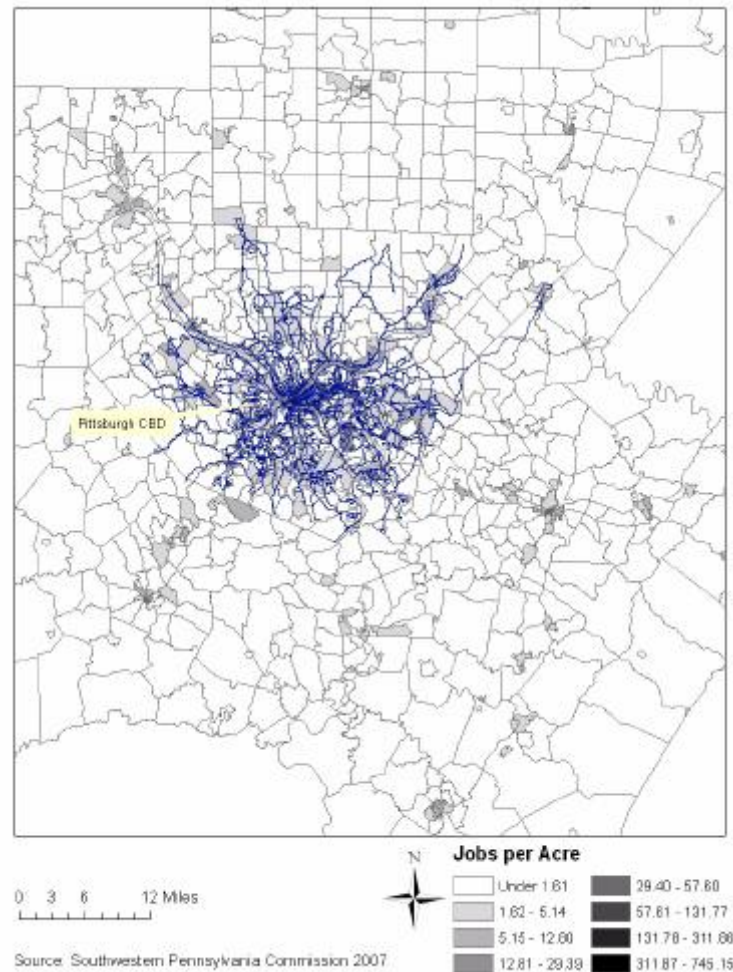 Pittsburgh CBD
N
Jobs per Acre
0 3 6 12 Miles
Under 1.61
29.40 - 57.60
1.62 - 5.14
57.61 - 131.77
5.15 - 12.80
131.78 - 311.86
12.81 - 29.39
311.87 - 745.15
Source: Southwestern Pennsylvania Commission 2007